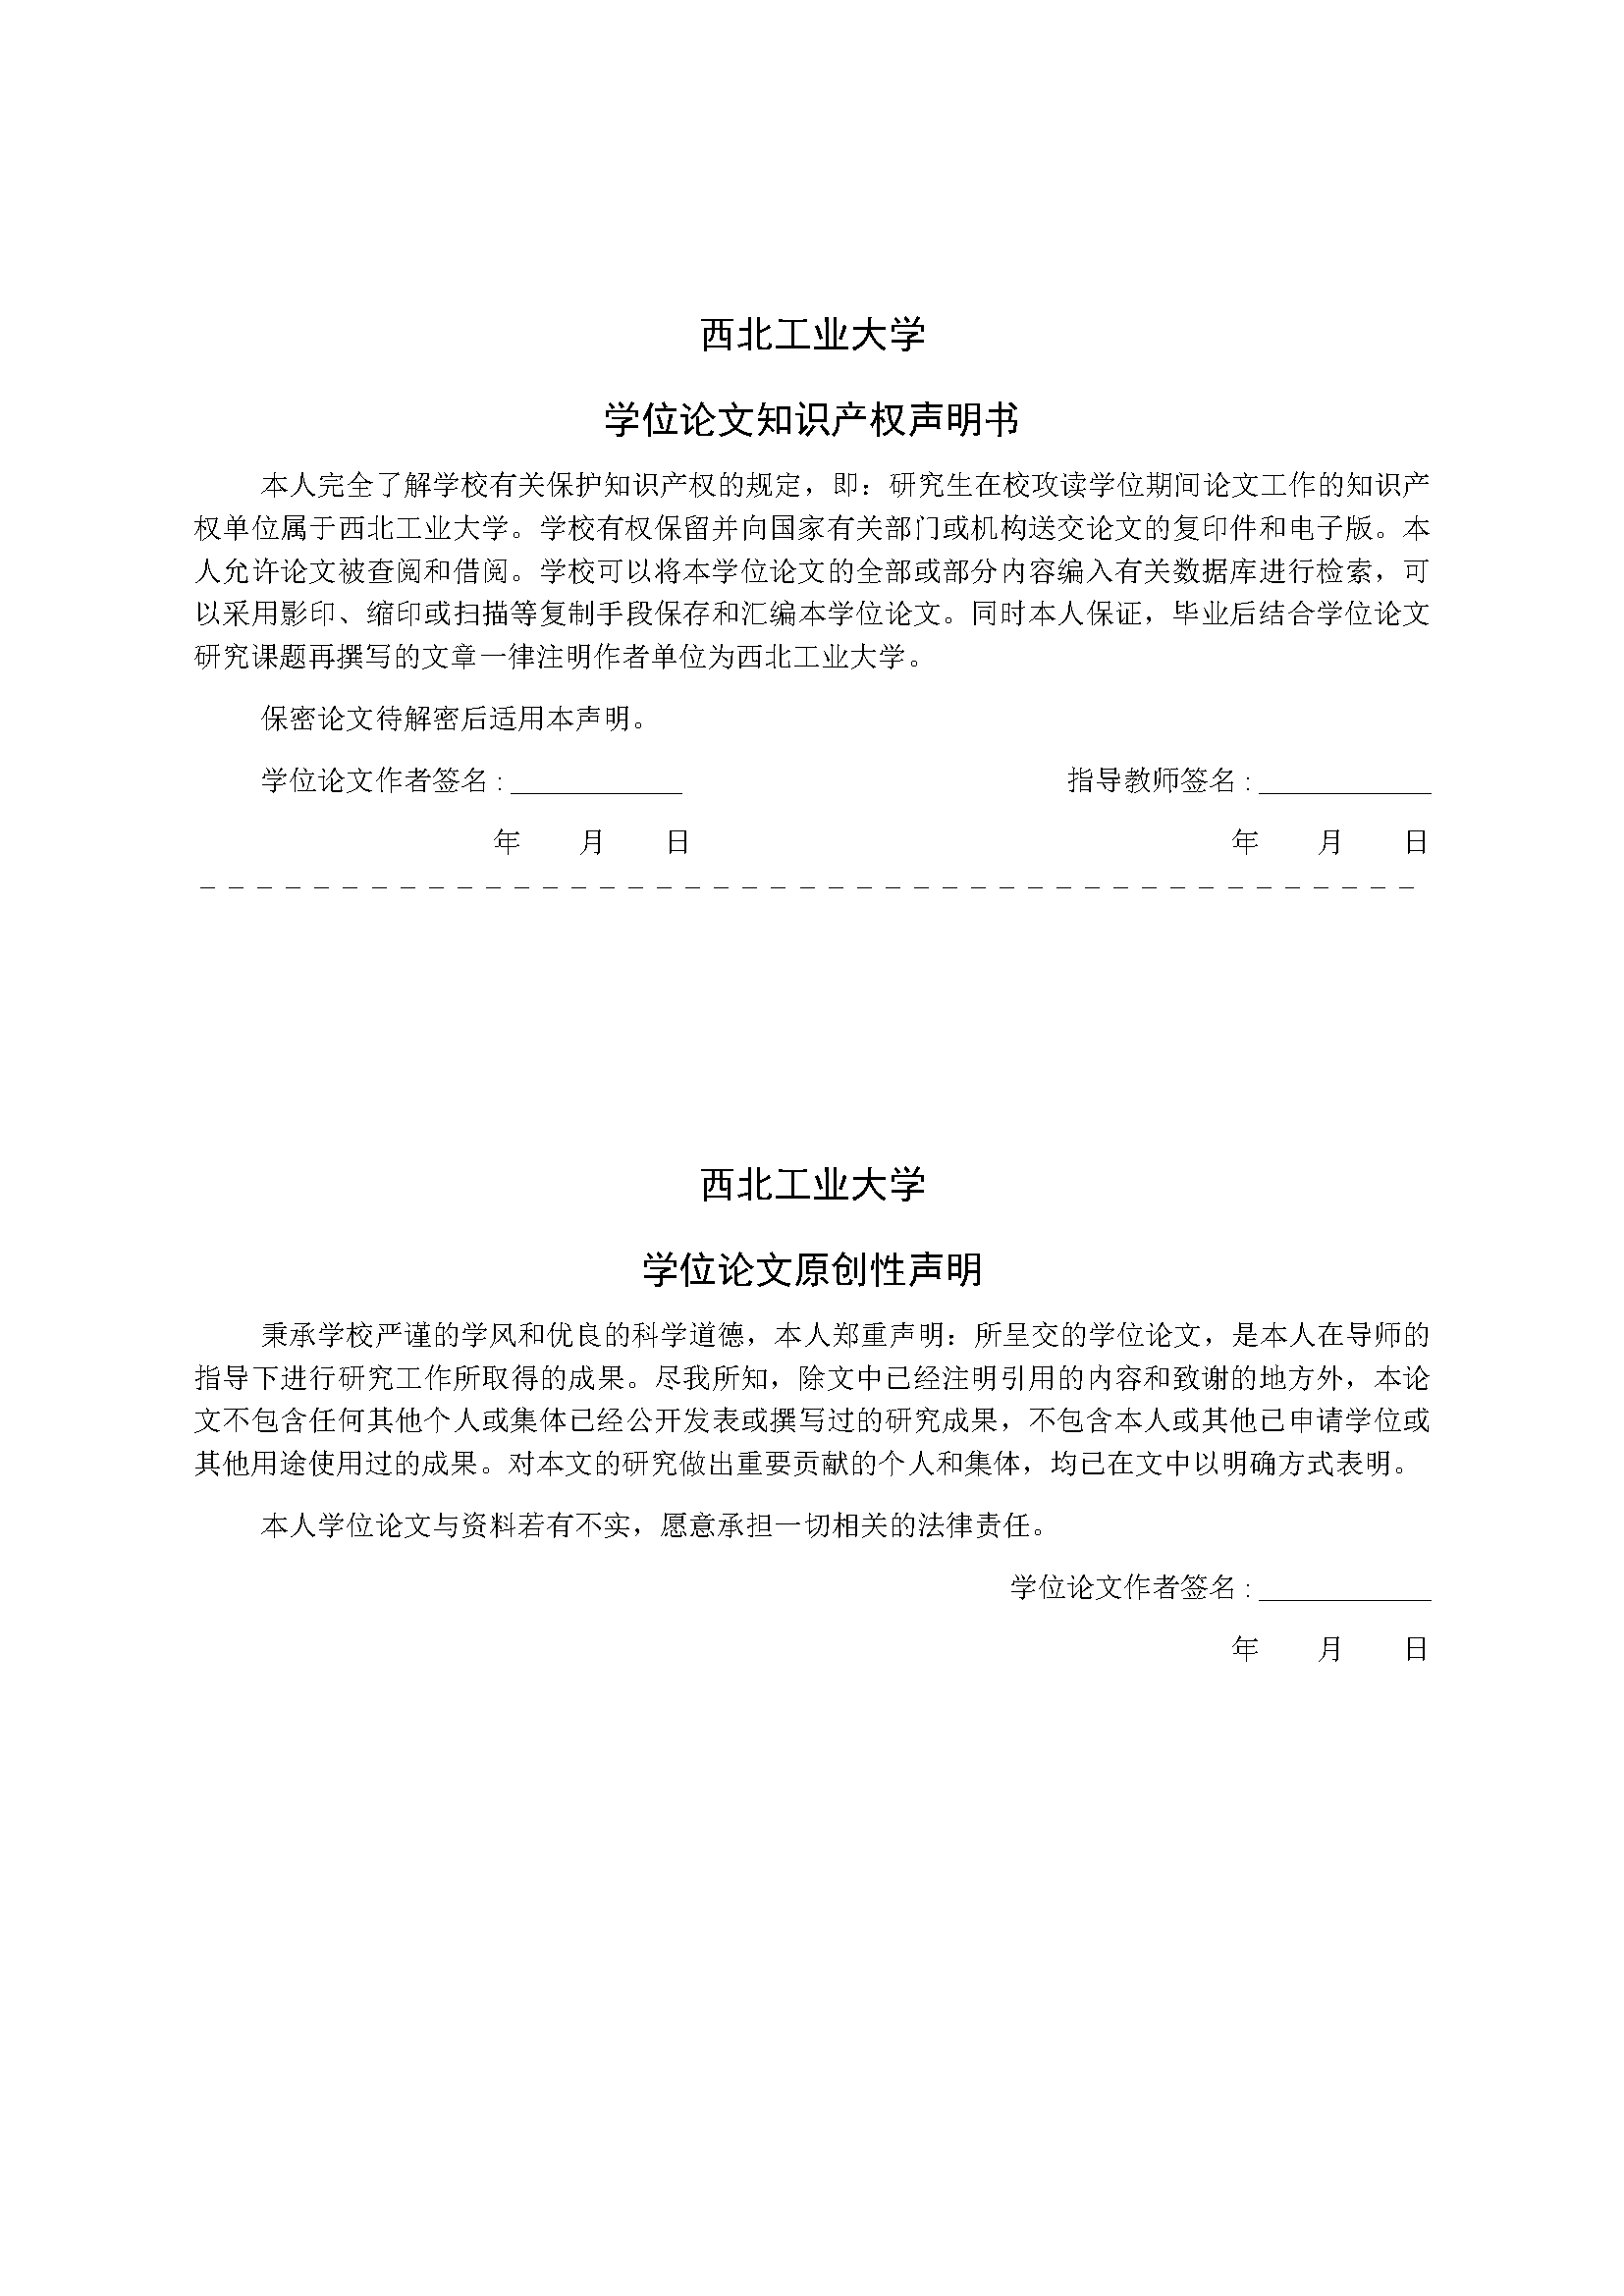 西北工业大学
学位论文知识产权声明书
本人完全了解学校有关保护知识产权的规定，即：研究生在校攻读学位期间论文工作的知识产
权单位属于西北工业大学。学校有权保留并向国家有关部门或机构送交论文的复印件和电子版。本
人允许论文被查阅和借阅。学校可以将本学位论文的全部或部分内容编入有关数据库进行检索，可
以采用影印、缩印或扫描等复制手段保存和汇编本学位论文。同时本人保证，毕业后结合学位论文
研究课题再撰写的文章一律注明作者单位为西北工业大学。
保密论文待解密后适用本声明。
学位论文作者签名：____________ 指导教师签名：____________
年 月 日 年 月 日
西北工业大学
学位论文原创性声明
秉承学校严谨的学风和优良的科学道德，本人郑重声明：所呈交的学位论文，是本人在导师的
指导下进行研究工作所取得的成果。尽我所知，除文中已经注明引用的内容和致谢的地方外，本论
文不包含任何其他个人或集体已经公开发表或撰写过的研究成果，不包含本人或其他已申请学位或
其他用途使用过的成果。对本文的研究做出重要贡献的个人和集体，均已在文中以明确方式表明。
本人学位论文与资料若有不实，愿意承担一切相关的法律责任。
学位论文作者签名：____________
年 月 日